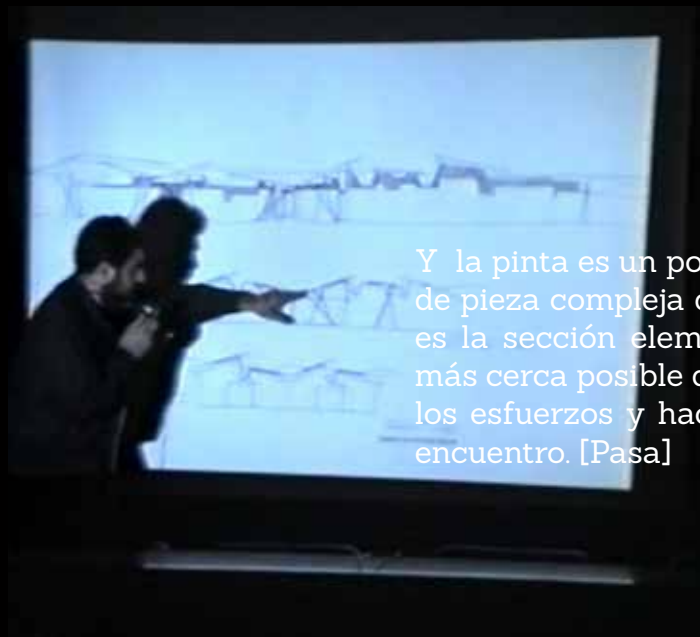 Y la pinta es un po
de pieza compleja
es la sección elem
más cerca posible
los esfuerzos y ha
encuentro. [Pasa]